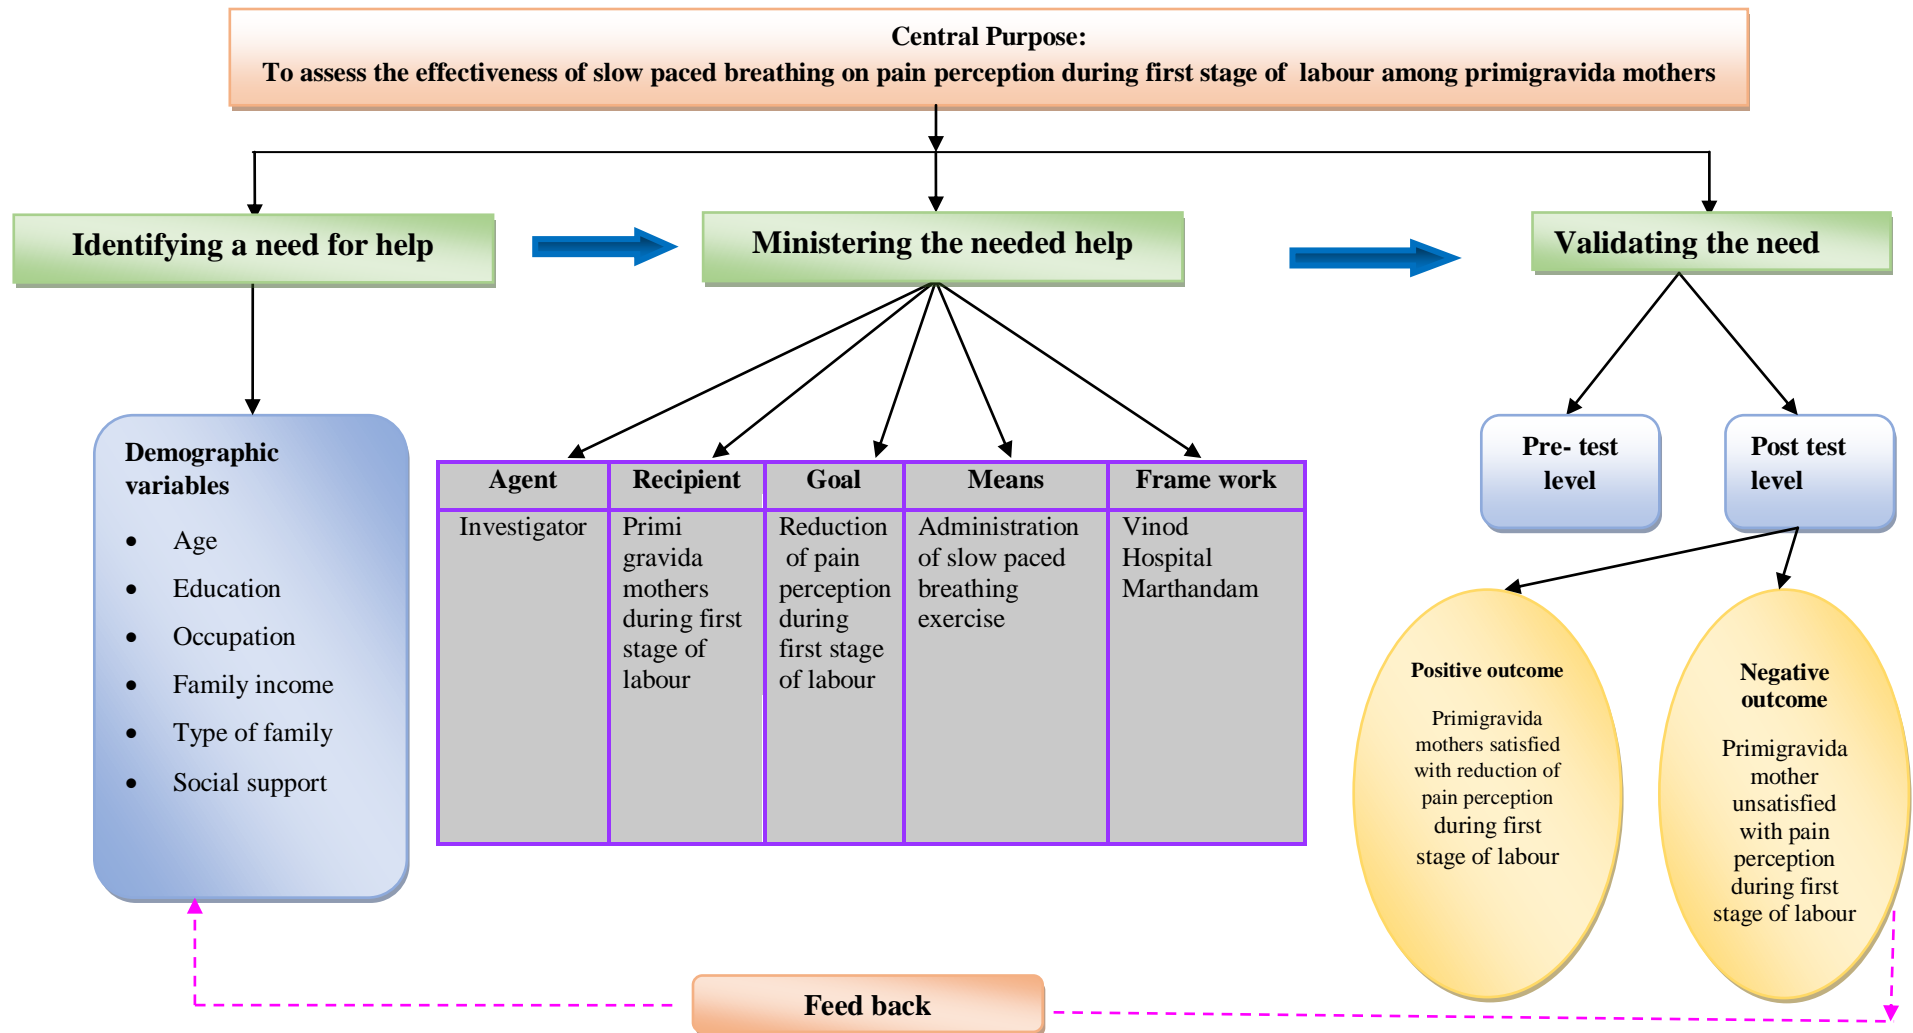 Central Purpose:
To assess the effectiveness of slow paced breathing on pain perception during first stage of labour among primigravida mothers
Identifying a need for help
Ministering the needed help
Validating the need
Demographic
variables
• Age
• Education
• Occupation
• Family income
• Type of family
• Social support
Agent
Investigator
Recipient
Primi
gravida
mothers
during first
stage of
labour
Goal
Reduction
of pain
perception
during
first stage
of labour
Means
Administration
of slow paced
breathing
exercise
Frame work
Vinod
Hospital
Marthandam
Pre- test
level
Post test
level
Positive outcome
Primigravida
mothers satisfied
with reduction of
pain perception
during first
stage of labour
Negative
outcome
Primigravida
mother
unsatisfied
with pain
perception
during first
stage of labour
Feed back